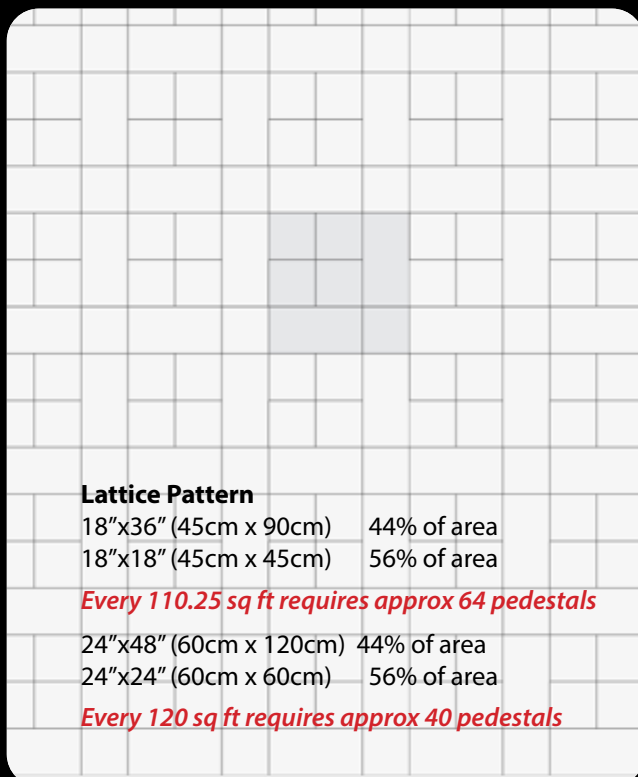 Lattice Pattern
18”x36” (45cm x 90cm) 44% of area
18”x18” (45cm x 45cm) 56% of area
Every 110.25 sq ft requires approx 64 pedestals
24”x48” (60cm x 120cm) 44% of area
24”x24” (60cm x 60cm) 56% of area
Every 120 sq ft requires approx 40 pedestals